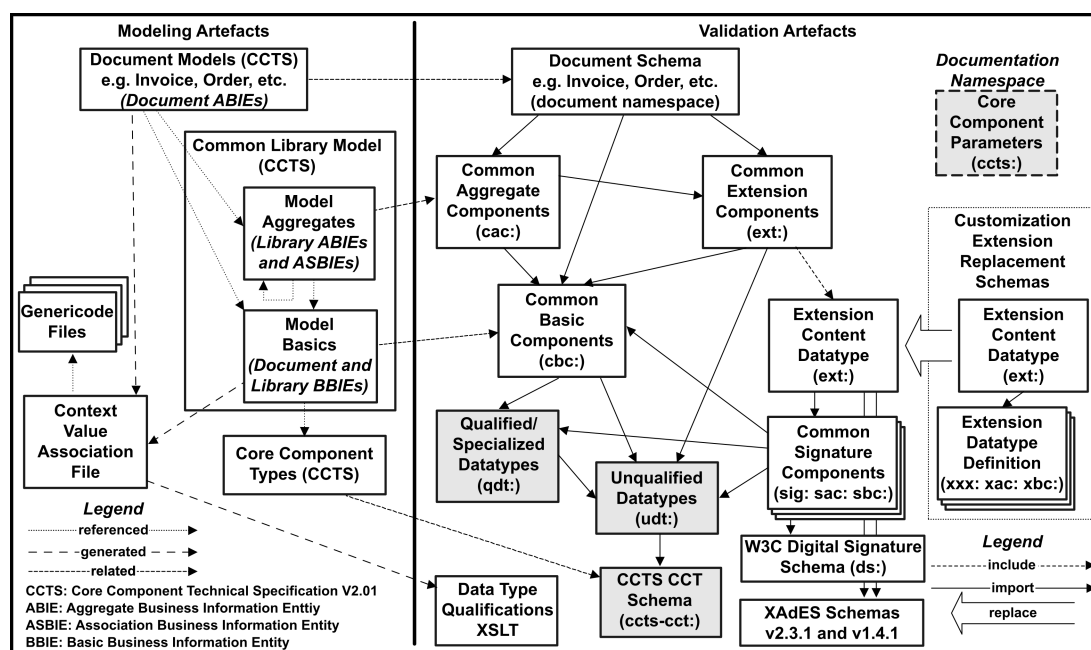 Modeling Artefacts
Document Models (CCTS)
e.g. Invoice, Order, etc.
(Document ABIEs)
Common Library Model
(CCTS)
Model
Aggregates
(Library ABIEs
and ASBIEs)
Model
Basics
(Document and
Library BBIEs)
Genericode
Files
Context
Value
Association
File
Core Component
Types (CCTS)
Legend
referenced
generated
related
CCTS: Core Component Technical Specification V2.01
ABIE: Aggregate Business Information Enttiy
ASBIE: Association Business Information Entity
BBIE: Basic Business Information Entity
Validation Artefacts
Document Schema
e.g. Invoice, Order, etc.
(document namespace)
Common
Aggregate
Components
(cac:)
Common
Extension
Components
(ext:)
Common
Basic
Components
(cbc:)
Extension
Content
Datatype
(ext:)
Qualified/
Specialized
Datatypes
(qdt:)
Unqualified
Datatypes
(udt:)
Common
Signature
Components
(sig: sac: sbc:)
W3C Digital Signature
Schema (ds:)
Data Type
Qualifications
XSLT
CCTS CCT
Schema
(ccts-cct:)
XAdES Schemas
v2.3.1 and v1.4.1
Documentation
Namespace
Core
Component
Parameters
(ccts:)
Customization
Extension
Replacement
Schemas
Extension
Content
Datatype
(ext:)
Extension
Datatype
Definition
(xxx: xac: xbc:)
Legend
include
import
replace